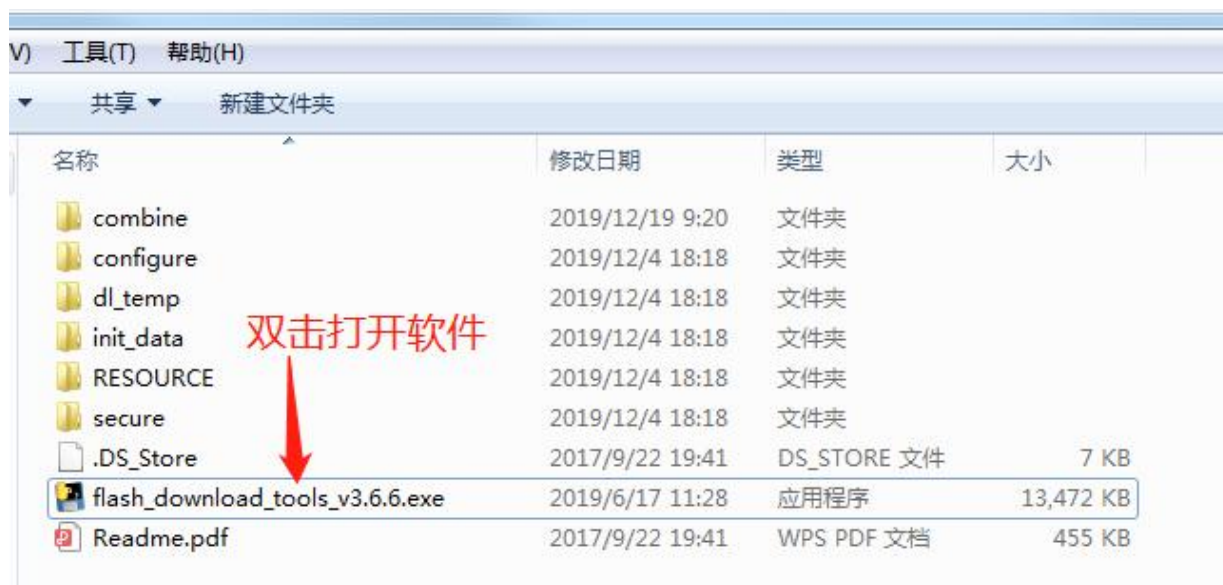 V) 工具(T) 帮助(H)
共享 新建文件夹
名称 修改日期 类型 大小
combine 2019/12/19 9:20 文件夹
configure 2019/12/4 18:18 文件夹
dl_temp 2019/12/4 18:18 文件夹
init_data 2019/12/4 18:18 文件夹
双击打开软件
RESOURCE 2019/12/4 18:18 文件夹
secure 2019/12/4 18:18 文件夹
.DS_Store 2017/9/22 19:41 DS_STORE 文件 7 KB
flash_download_tools_v3.6.6.exe 2019/6/17 11:28 应用程序 13,472 KB
Readme.pdf 2017/9/22 19:41 WPS PDF 文档 455 KB